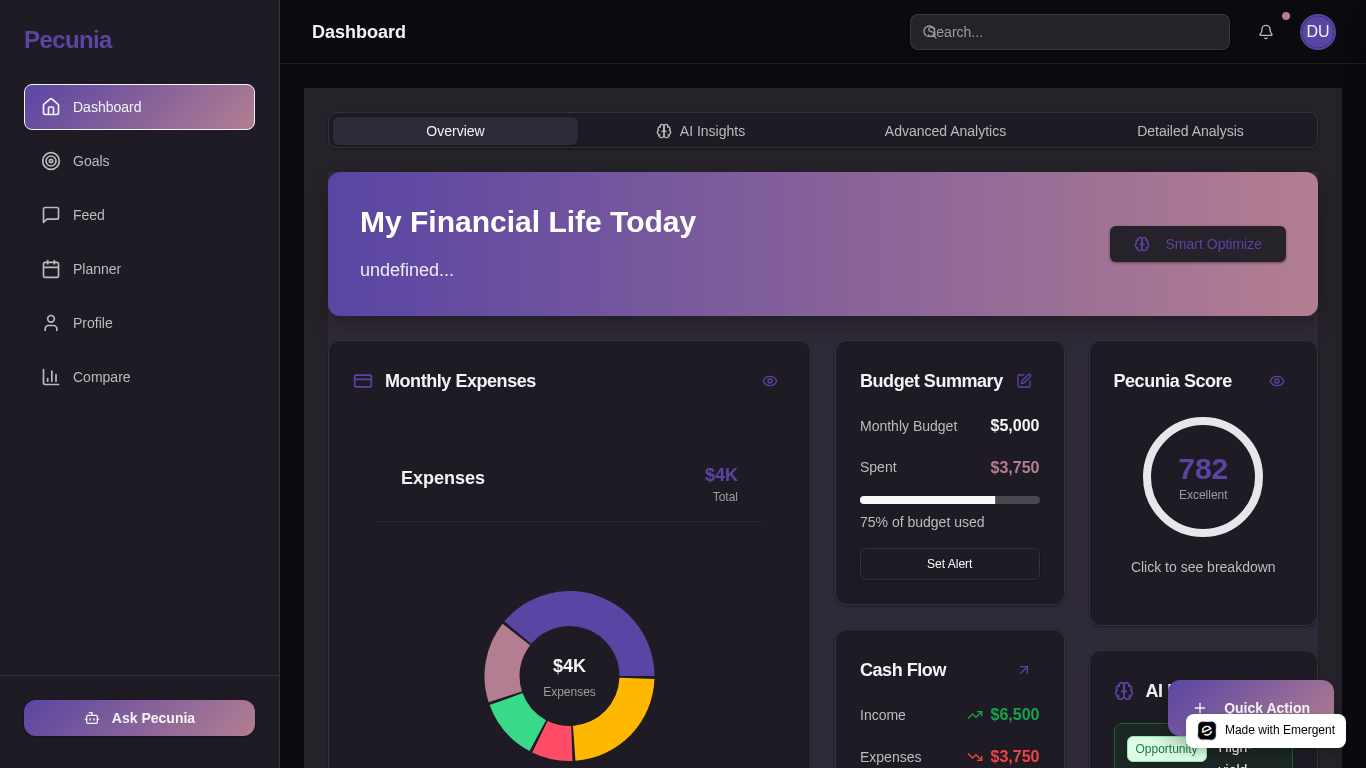 Pecunia
Dashboard
Goals
Feed
Planner
Profile
Compare
Ask Pecunia
Dashboard
Search...
DU
Overview
AI Insights
Advanced Analytics
Detailed Analysis
My Financial Life Today
undefined...
Smart Optimize
Monthly Expenses
Expenses
$4K
Total
$4K
Expenses
Budget Summary
Monthly Budget $5,000
Spent $3,750
75% of budget used
Set Alert
Cash Flow
Income $6,500
Expenses $3,750
Pecunia Score
782
Excellent
Click to see breakdown
AI
Quick Action
Made with Emergent
Opportunity
High-
yield